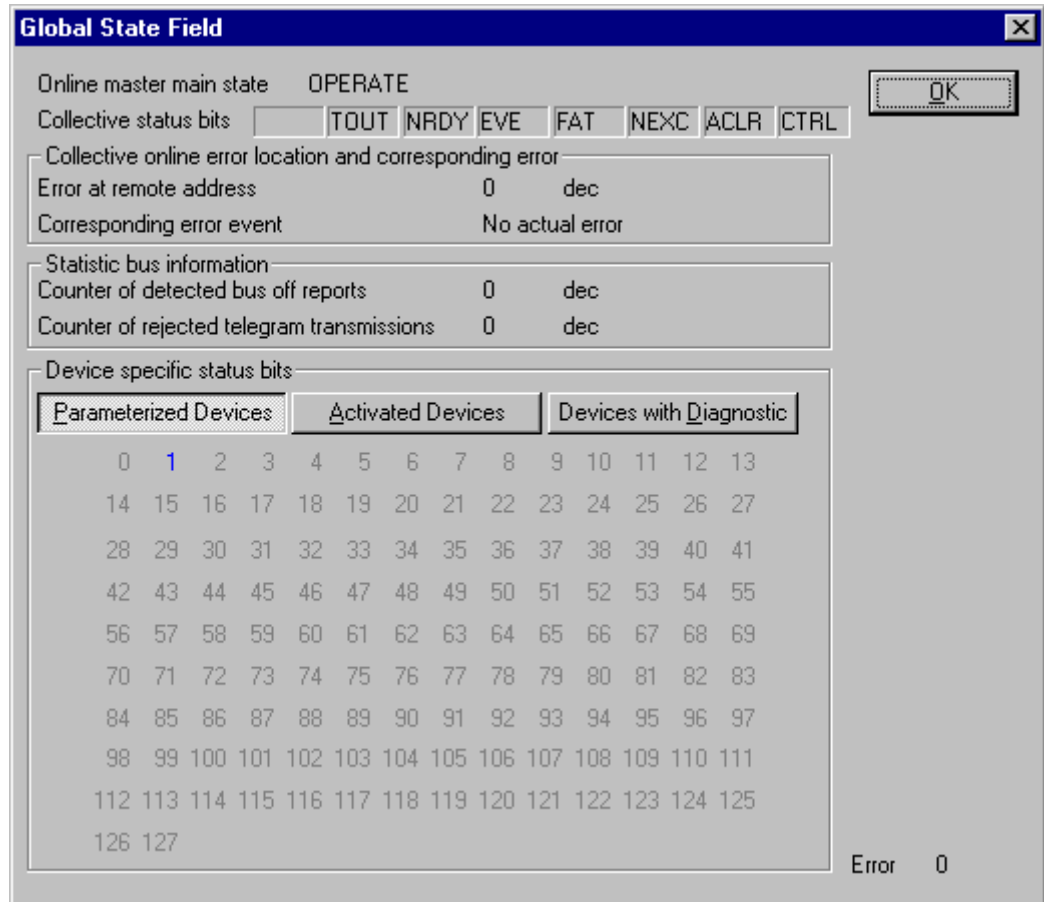 Global State Field
Online master main state OPERATE
OK
Collective status bits TOUT NRDY EVE FAT NEXC ACLR CTRL
Collective online error location and corresponding error
Error at remote address 0 dec
Corresponding error event No actual error
Statistic bus information
Counter of detected bus off reports 0 dec
Counter of rejected telegram transmissions 0 dec
Device specific status bits
Parameterized Devices Activated Devices Devices with Diagnostic
0 1 2 3 4 5 6 7 8 9 10 11 12 13
14 15 16 17 18 19 20 21 22 23 24 25 26 27
28 29 30 31 32 33 34 35 36 37 38 39 40 41
42 43 44 45 46 47 48 49 50 51 52 53 54 55
56 57 58 59 60 61 62 63 64 65 66 67 68 69
70 71 72 73 74 75 76 77 78 79 80 81 82 83
84 85 86 87 88 89 90 91 92 93 94 95 96 97
98 99 100 101 102 103 104 105 106 107 108 109 110 111
112 113 114 115 116 117 118 119 120 121 122 123 124 125
126 127
Error 0